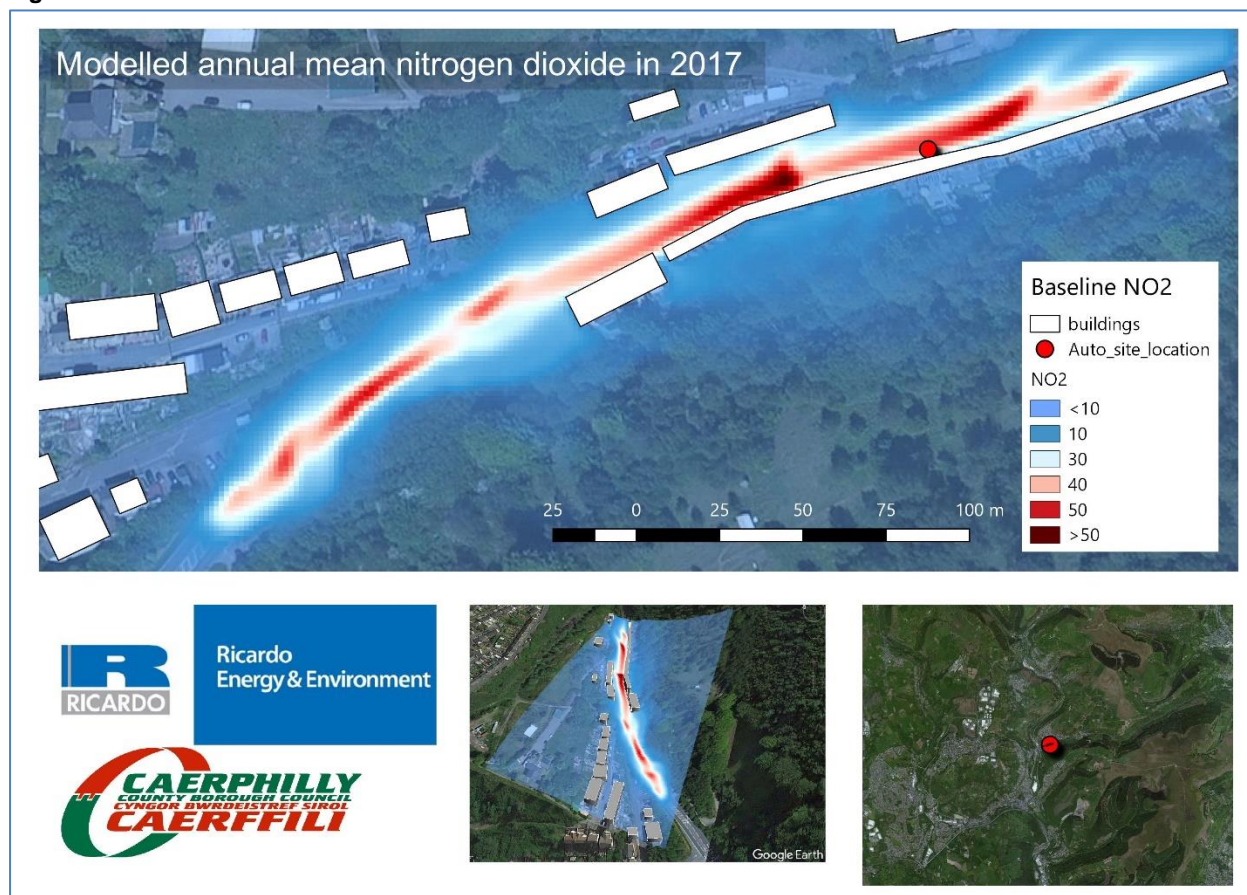 Modelled annual mean nitrogen dioxide in 2017
Baseline NO2
buildings
Auto_site_location
NO2
<10
10
30
40
50
>50
25 0 25 50 75 100 m
R
RICARDO
Ricardo
Energy & Environment
CAERPHILLY
COUNTY BOROUGH COUNCIL
CYNGOR BWRDEISTREF SIROL
CAERFFILI
Google Earth